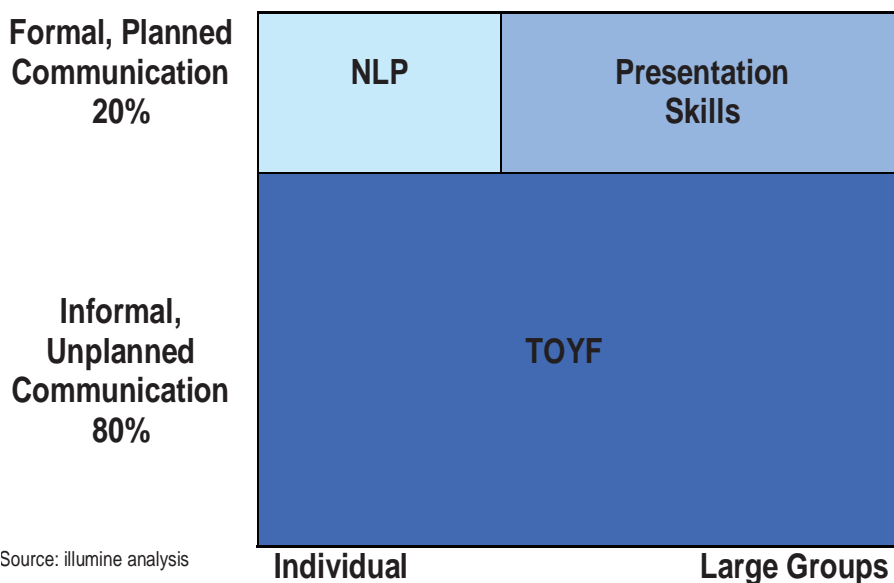 Formal, Planned
Communication
20%
NLP
Presentation
Skills
Informal,
Unplanned
Communication
80%
TOYF
Source: illumine analysis
Individual
Large Groups